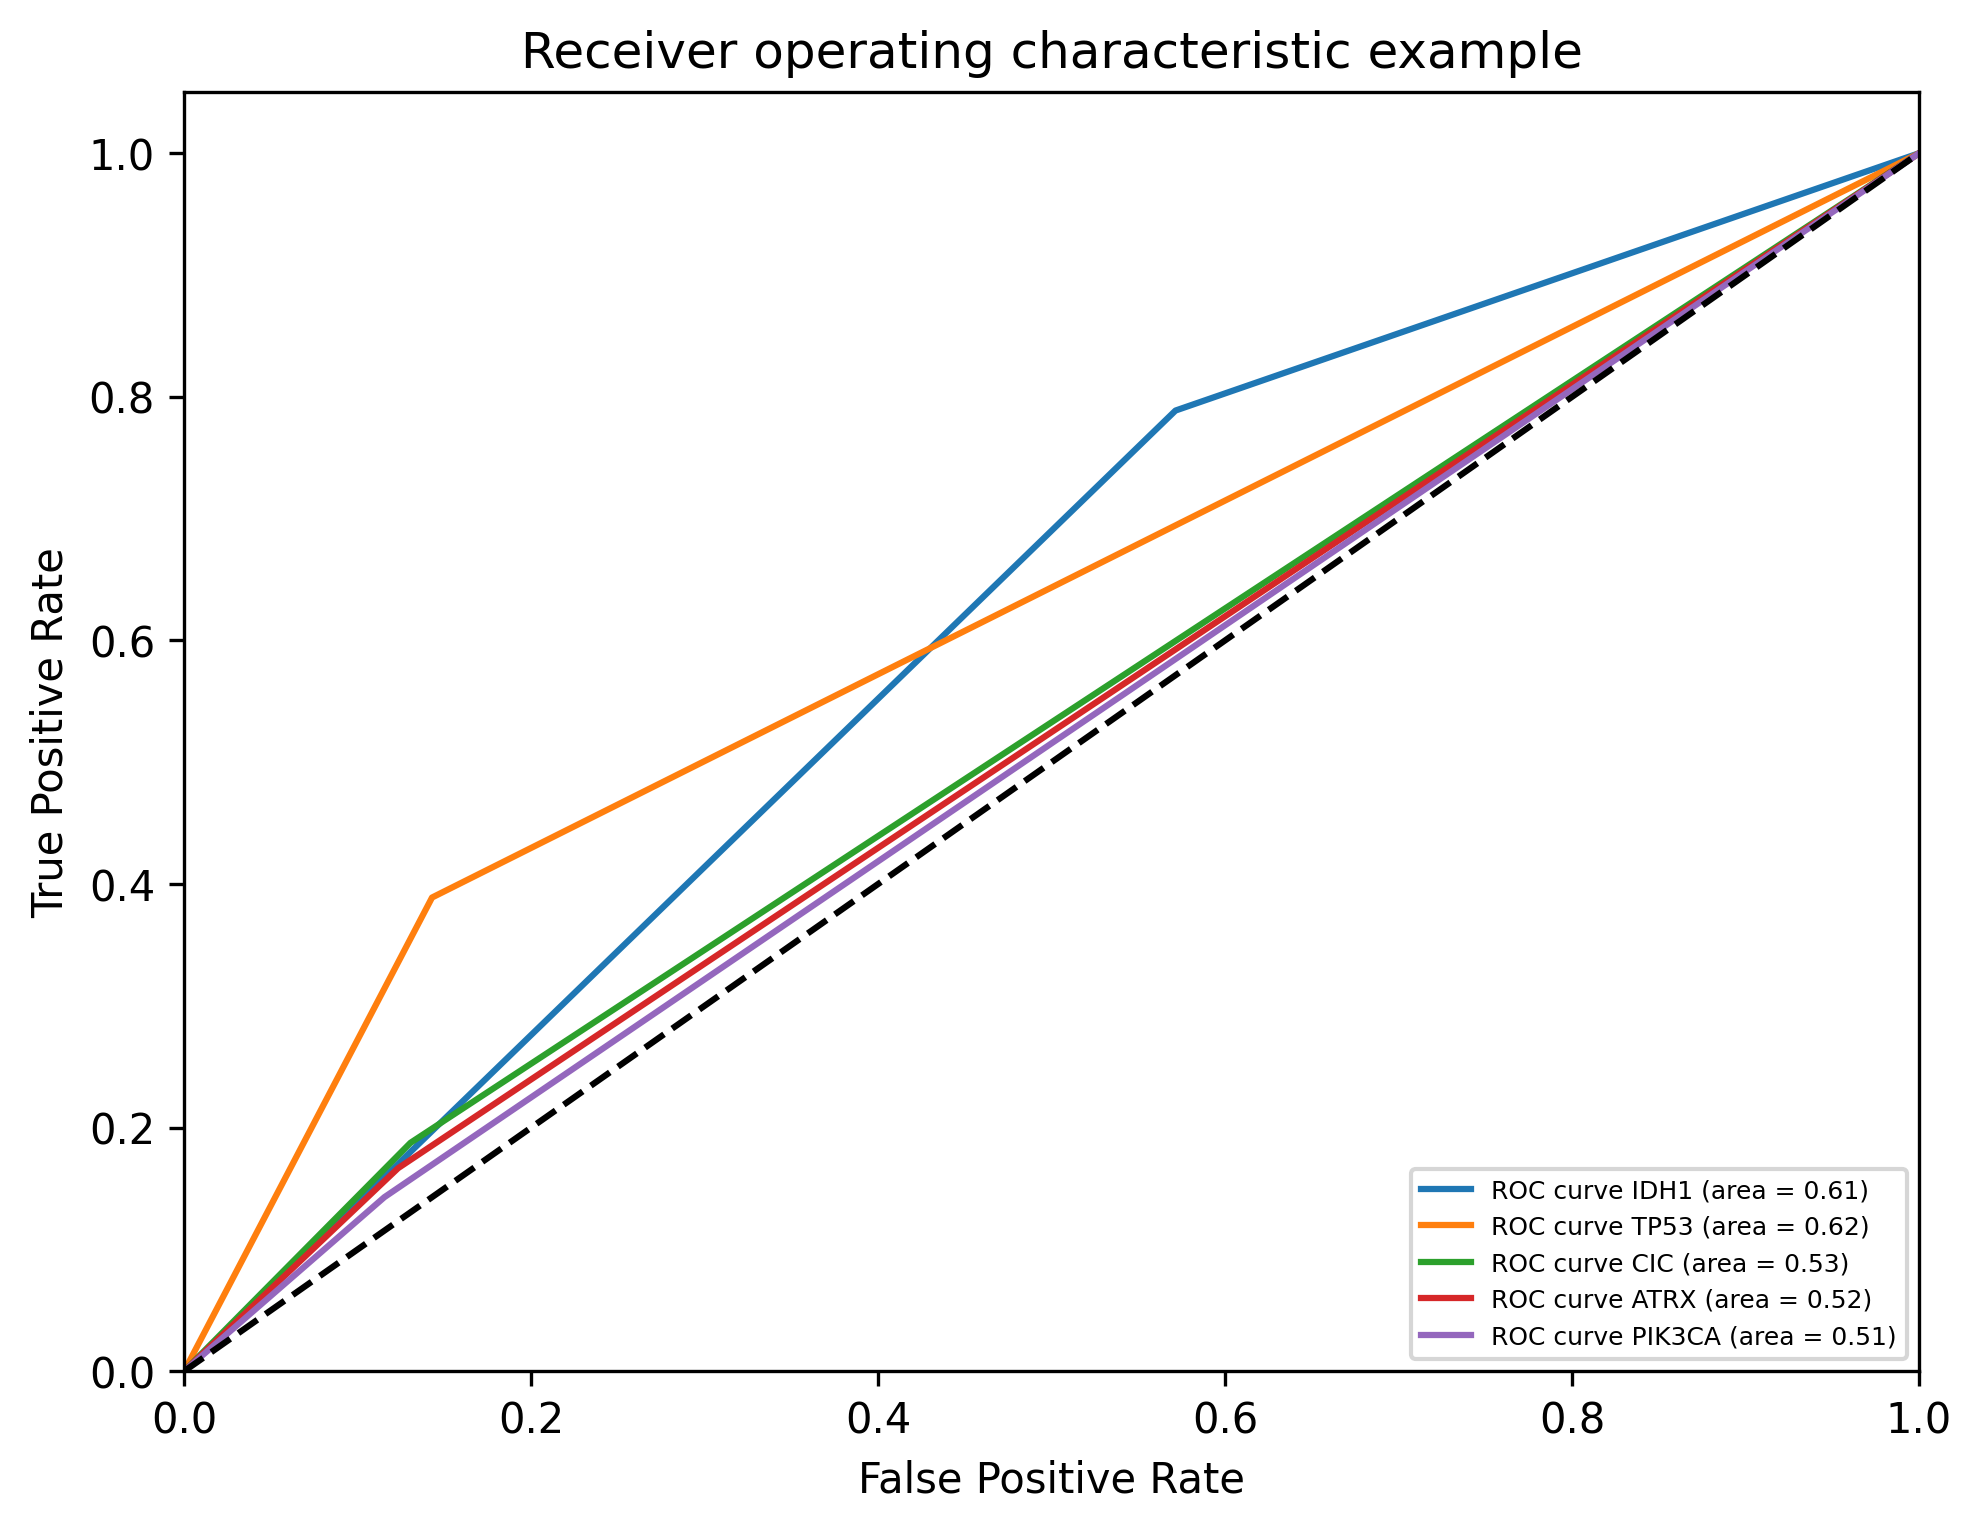 Receiver operating characteristic example
1.0
0.8
0.6
0.4
0.2
0.0
True Positive Rate
ROC curve IDH1 (area = 0.61)
ROC curve TP53 (area = 0.62)
ROC curve CIC (area = 0.53)
ROC curve ATRX (area = 0.52)
ROC curve PIK3CA (area = 0.51)
0.0 0.2 0.4 0.6 0.8 1.0
False Positive Rate